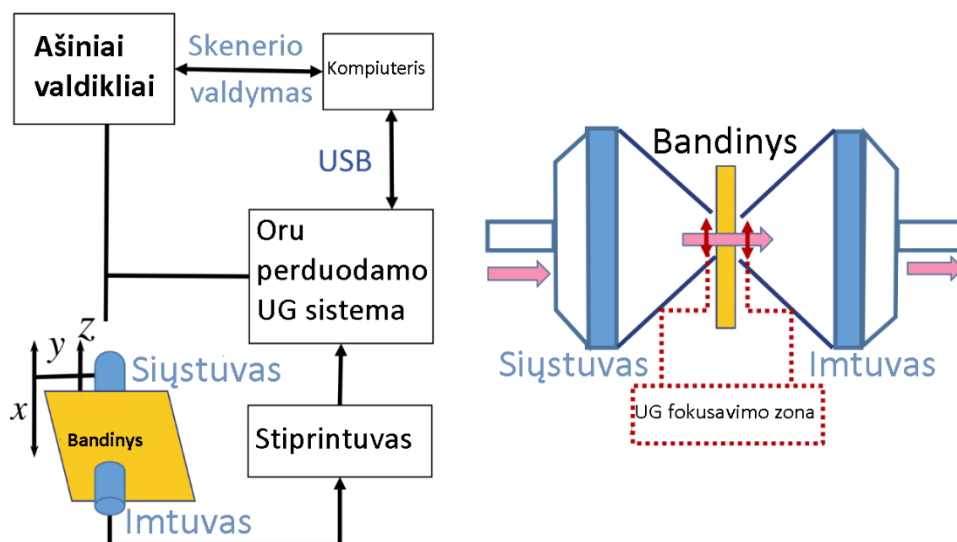 Ašiniai
valdikliai
Skenerio
valdymas
Kompiuteris
USB
Oru
perduodamo
UG sistema
z
y
x
Siųstuvas
Bandinys
Imtuvas
Stiprintuvas
Bandinys
Siųstuvas
Imtuvas
UG fokusavimo zona